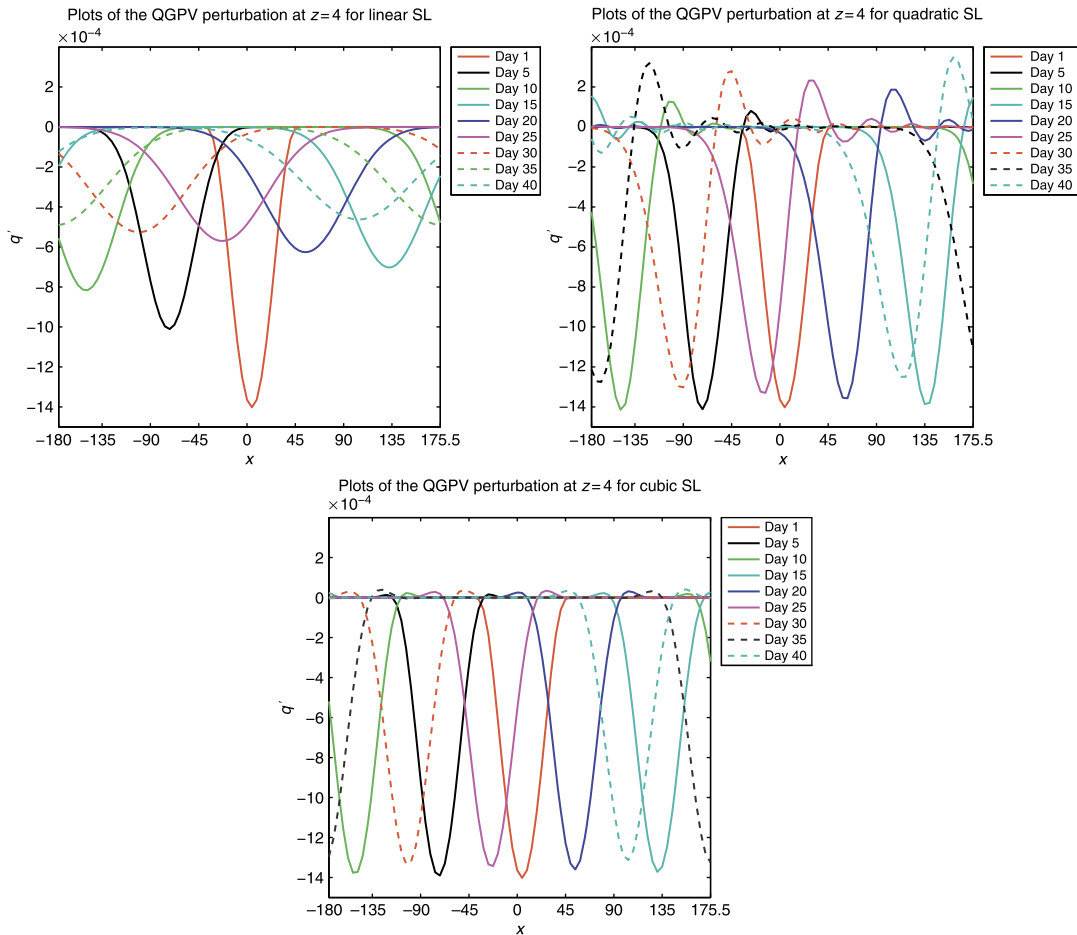 Plots of the QGPV perturbation at z=4 for linear SL
×10⁻⁴
2
0
−2
−4
−6
−8
−10
−12
−14
q′
−180 −135 −90 −45 0 45 90 135 175.5
x
Day 1
Day 5
Day 10
Day 15
Day 20
Day 25
Day 30
Day 35
Day 40
Plots of the QGPV perturbation at z=4 for quadratic SL
×10⁻⁴
2
0
−2
−4
−6
−8
−10
−12
−14
q′
−180 −135 −90 −45 0 45 90 135 175.5
x
Day 1
Day 5
Day 10
Day 15
Day 20
Day 25
Day 30
Day 35
Day 40
Plots of the QGPV perturbation at z=4 for cubic SL
×10⁻⁴
2
0
−2
−4
−6
−8
−10
−12
−14
q′
−180 −135 −90 −45 0 45 90 135 175.5
x
Day 1
Day 5
Day 10
Day 15
Day 20
Day 25
Day 30
Day 35
Day 40